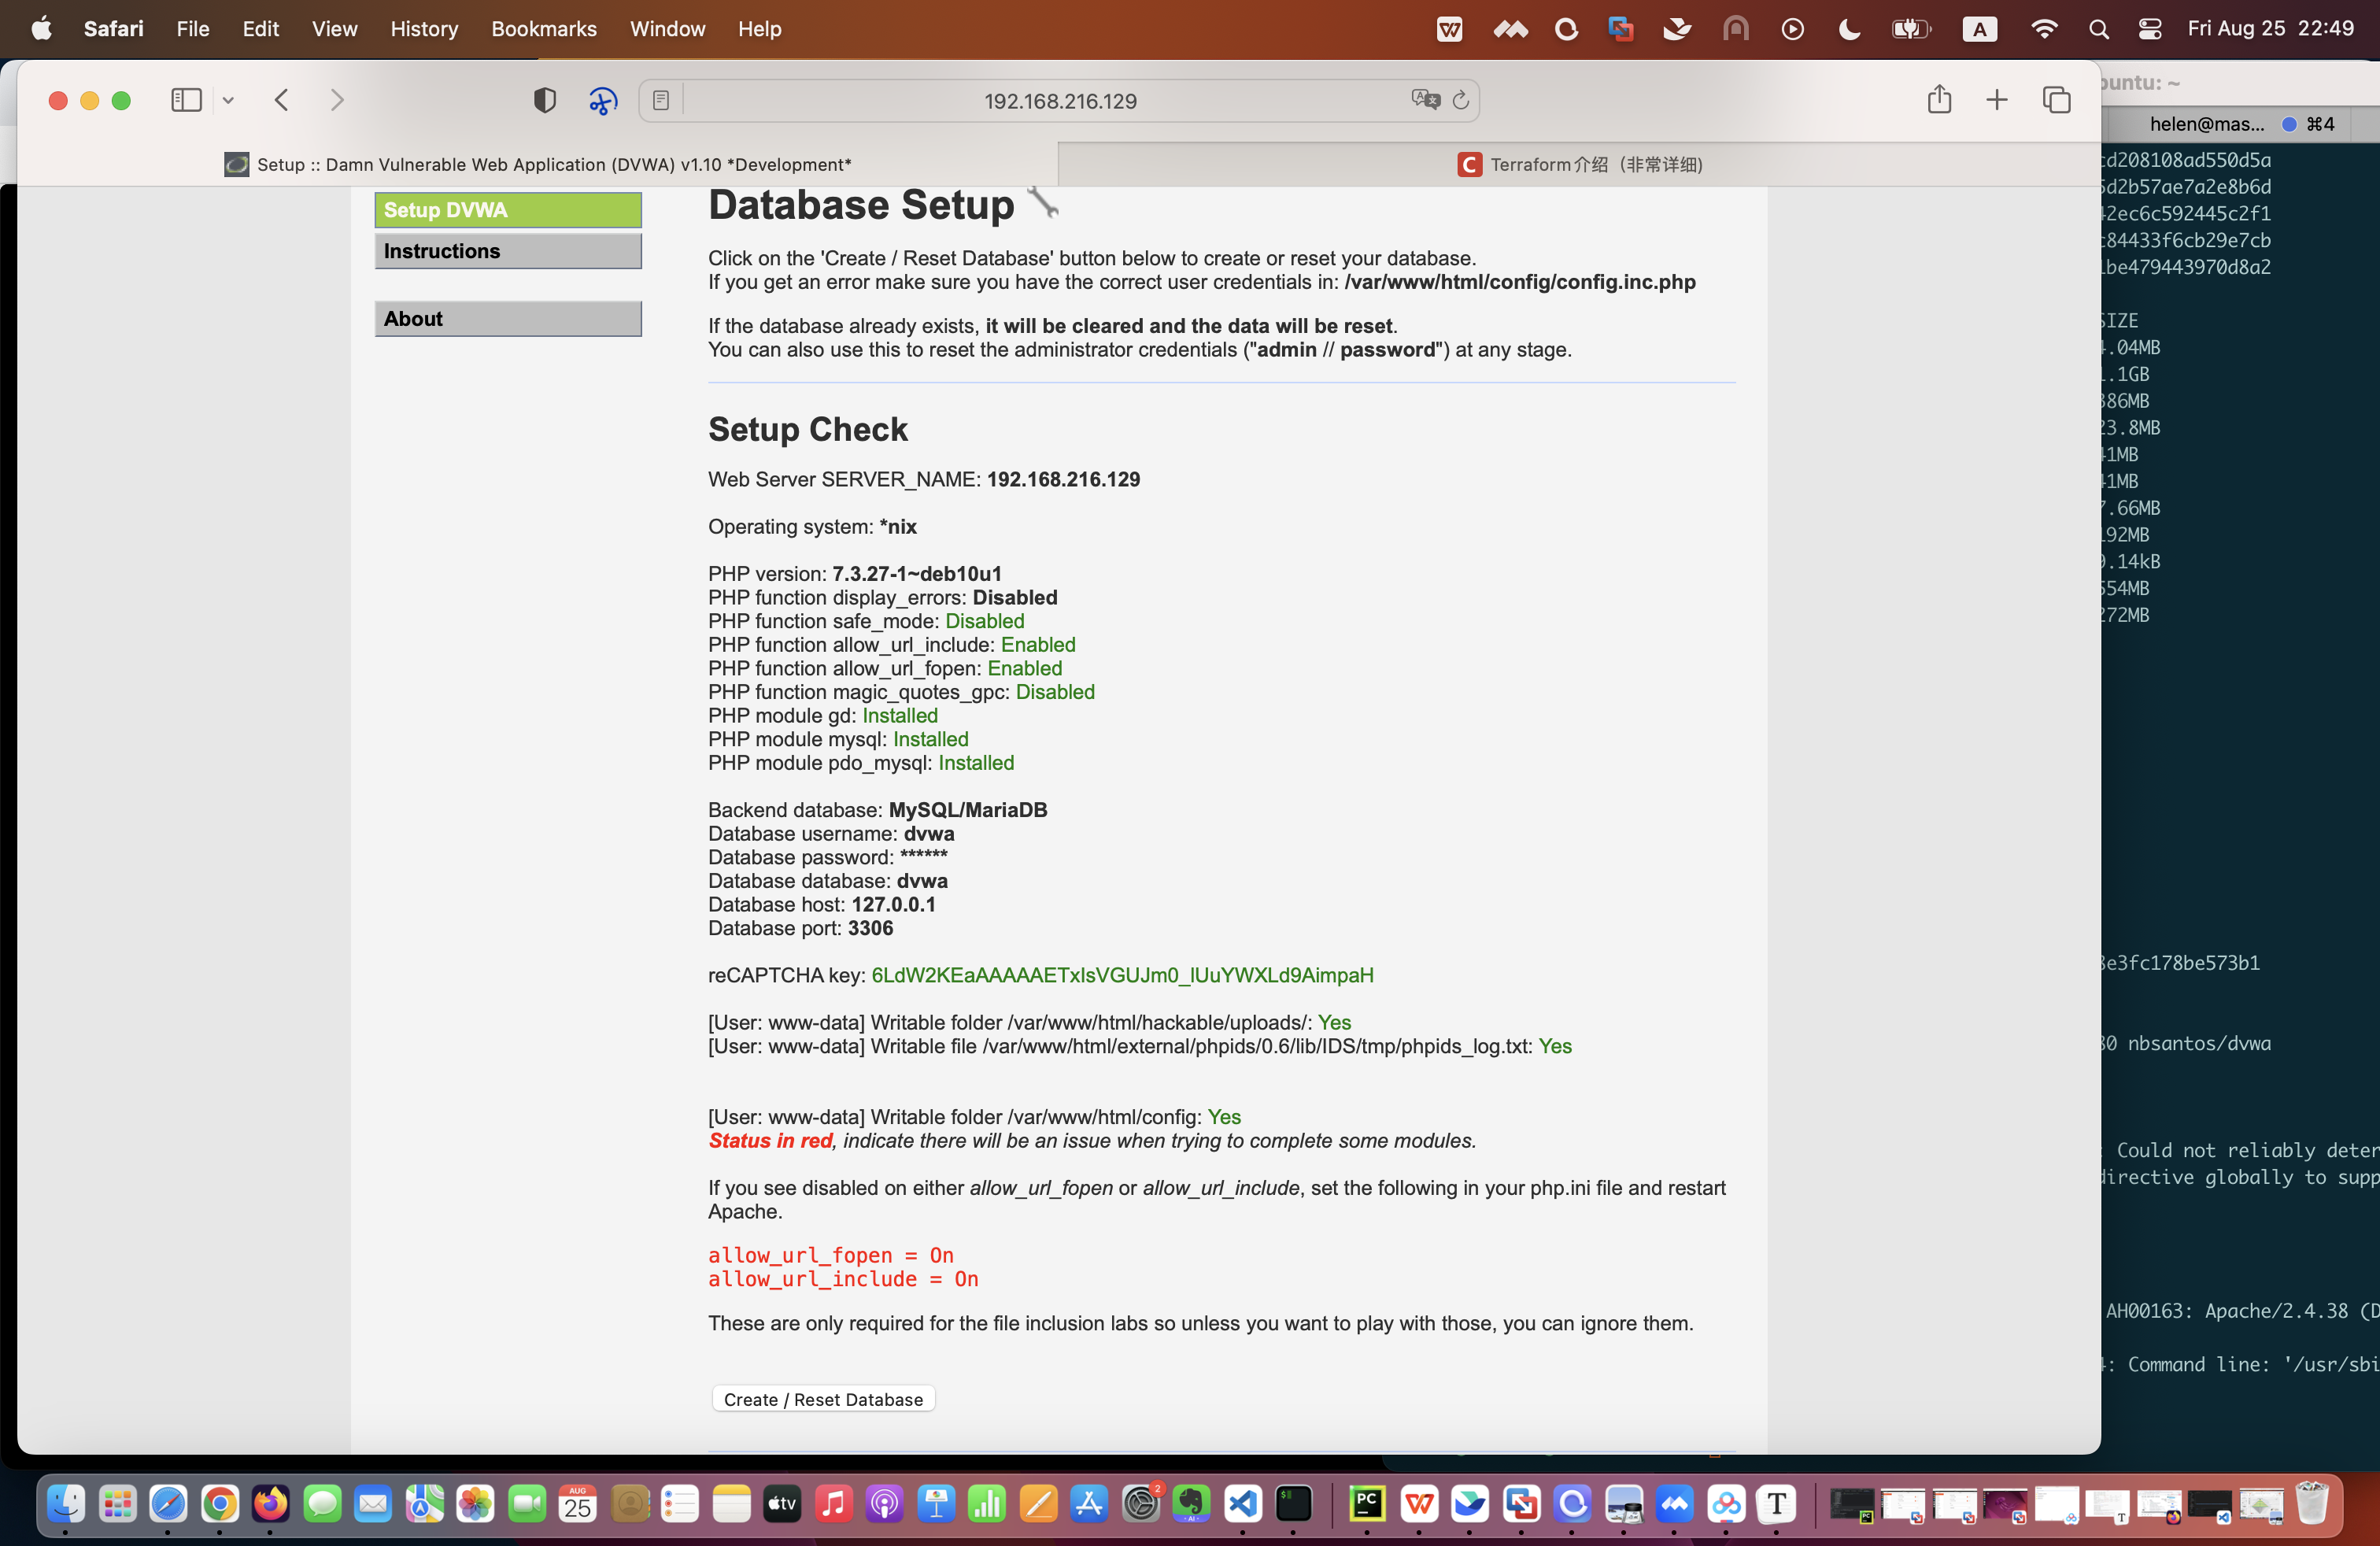 Safari File Edit View History Bookmarks Window Help A Fri Aug 25 22:49
192.168.216.129
Setup :: Damn Vulnerable Web Application (DVWA) v1.10 *Development*
Terraform介绍（非常详细)
Setup DVWA
Instructions
About
Database Setup
Click on the 'Create / Reset Database' button below to create or reset your database.
If you get an error make sure you have the correct user credentials in: /var/www/html/config/config.inc.php
If the database already exists, it will be cleared and the data will be reset.
You can also use this to reset the administrator credentials ("admin // password") at any stage.
Setup Check
Web Server SERVER_NAME: 192.168.216.129
Operating system: *nix
PHP version: 7.3.27-1~deb10u1
PHP function display_errors: Disabled
PHP function safe_mode: Disabled
PHP function allow_url_include: Enabled
PHP function allow_url_fopen: Enabled
PHP function magic_quotes_gpc: Disabled
PHP module gd: Installed
PHP module mysql: Installed
PHP module pdo_mysql: Installed
Backend database: MySQL/MariaDB
Database username: dvwa
Database password: ******
Database database: dvwa
Database host: 127.0.0.1
Database port: 3306
reCAPTCHA key: 6LdW2KEaAAAAAETxIsVGUJm0_lUuYWXLd9AimpaH
[User: www-data] Writable folder /var/www/html/hackable/uploads/: Yes
[User: www-data] Writable file /var/www/html/external/phpids/0.6/lib/IDS/tmp/phpids_log.txt: Yes
[User: www-data] Writable folder /var/www/html/config: Yes
Status in red, indicate there will be an issue when trying to complete some modules.
If you see disabled on either allow_url_fopen or allow_url_include, set the following in your php.ini file and restart
Apache.
allow_url_fopen = On
allow_url_include = On
These are only required for the file inclusion labs so unless you want to play with those, you can ignore them.
Create / Reset Database
buntu: ~
helen@mas... ⌘4
cd208108ad550d5a
5d2b57ae7a2e8b6d
42ec6c592445c2f1
c84433f6cb29e7cb
1be479443970d8a2
SIZE
.04MB
.1GB
86MB
23.8MB
41MB
41MB
7.66MB
192MB
.14kB
554MB
272MB
e3fc178be573b1
80 nbsantos/dvwa
: Could not reliably deter
directive globally to supp
AH00163: Apache/2.4.38 (D
: Command line: '/usr/sbi
AUG
25
tv
2
AI
PC
T